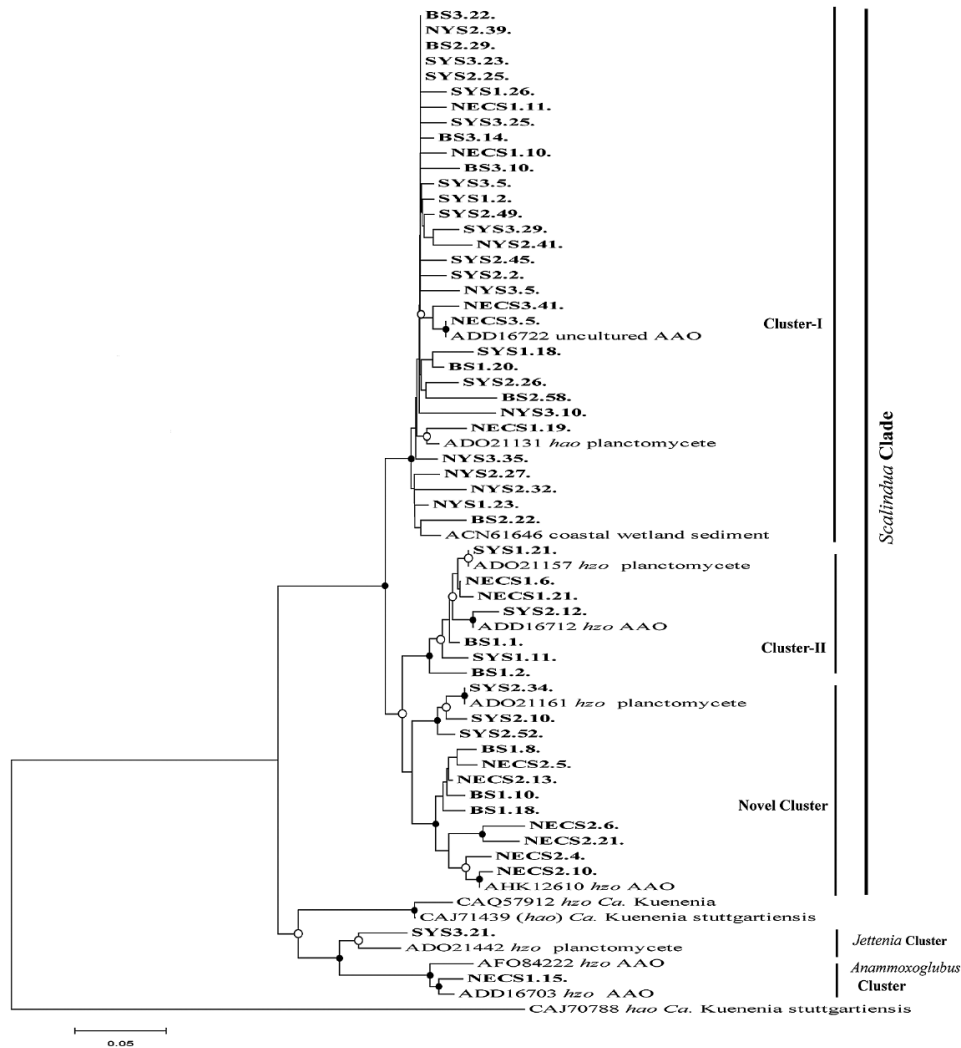 BS3.22.
NYS2.39.
BS2.29.
SYS3.23.
SYS2.25.
SYS1.26.
NECS1.11.
SYS3.25.
BS3.14.
NECS1.10.
BS3.10.
SYS3.5.
SYS1.2.
SYS2.49.
SYS3.29.
NYS2.41.
SYS2.45.
SYS2.2.
NYS3.5.
NECS3.41.
NECS3.5.
ADD16722 uncultured AAO
SYS1.18.
BS1.20.
SYS2.26.
BS2.58.
NYS3.10.
NECS1.19.
ADO21131 hao planctomycete
NYS3.35.
NYS2.27.
NYS2.32.
NYS1.23.
BS2.22.
ACN61646 coastal wetland sediment
Cluster-I
SYS1.21.
ADO21157 hzo planctomycete
NECS1.6.
NECS1.21.
SYS2.12.
ADD16712 hzo AAO
BS1.1.
SYS1.11.
BS1.2.
Cluster-II
SYS2.34.
ADO21161 hzo planctomycete
SYS2.10.
SYS2.52.
BS1.8.
NECS2.5.
NECS2.13.
BS1.10.
BS1.18.
NECS2.6.
NECS2.21.
NECS2.4.
NECS2.10.
AHK12610 hzo AAO
Novel Cluster
Scalindua Clade
CAQ57912 hzo Ca. Kuenenia
CAJ71439 (hao) Ca. Kuenenia stuttgartiensis
SYS3.21.
ADO21442 hzo planctomycete
Jettenia Cluster
AFO84222 hzo AAO
NECS1.15.
ADD16703 hzo AAO
Anammoxoglubus
Cluster
CAJ70788 hao Ca. Kuenenia stuttgartiensis
0.05